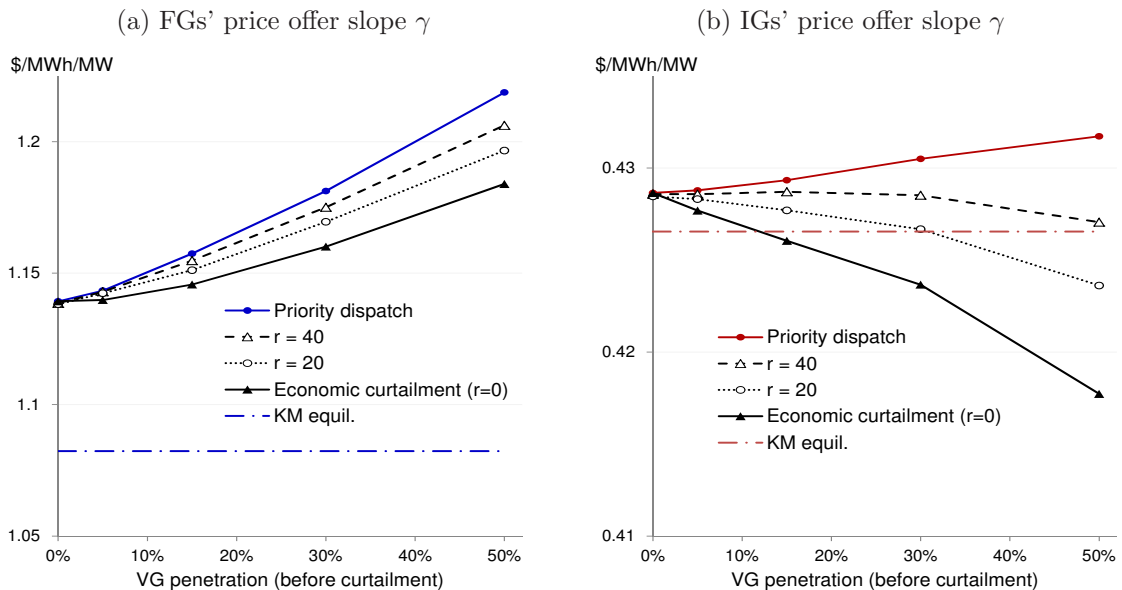 (a) FGs' price offer slope γ
$/MWh/MW
1.2
1.15
1.1
1.05
Priority dispatch
r = 40
r = 20
Economic curtailment (r=0)
KM equil.
0% 10% 20% 30% 40% 50%
VG penetration (before curtailment)
(b) IGs' price offer slope γ
$/MWh/MW
0.43
0.42
0.41
Priority dispatch
r = 40
r = 20
Economic curtailment (r=0)
KM equil.
0% 10% 20% 30% 40% 50%
VG penetration (before curtailment)